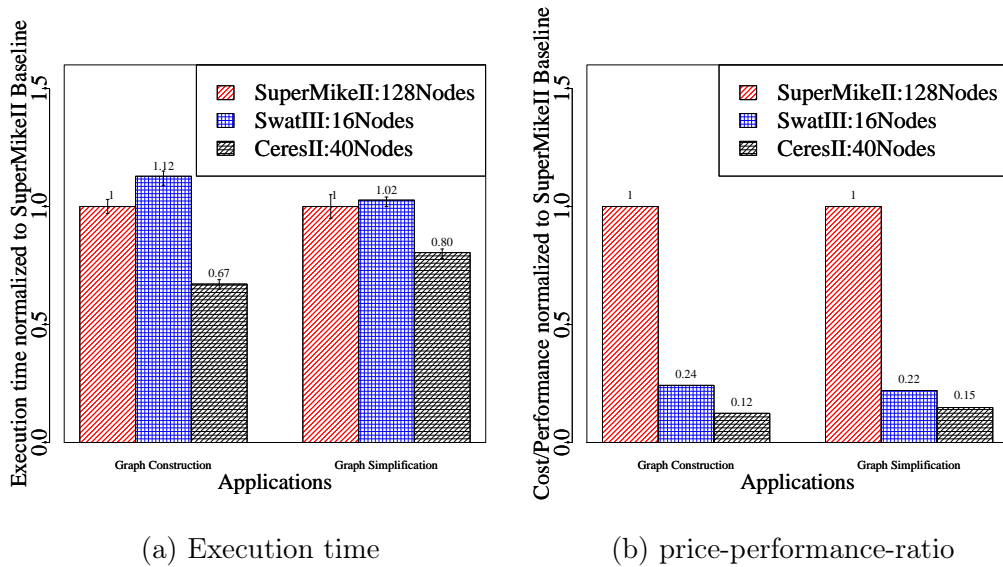 Execution time normalized to SuperMikeII Baseline
0.0
0.5
1.0
1.5
SuperMikeII:128Nodes
SwatIII:16Nodes
CeresII:40Nodes
1
1.12
0.67
1
1.02
0.80
Graph Construction
Graph Simplification
Applications
(a) Execution time
Cost/Performance normalized to SuperMikeII Baseline
0.0
0.5
1.0
1.5
SuperMikeII:128Nodes
SwatIII:16Nodes
CeresII:40Nodes
1
0.24
0.12
1
0.22
0.15
Graph Construction
Graph Simplification
Applications
(b) price-performance-ratio